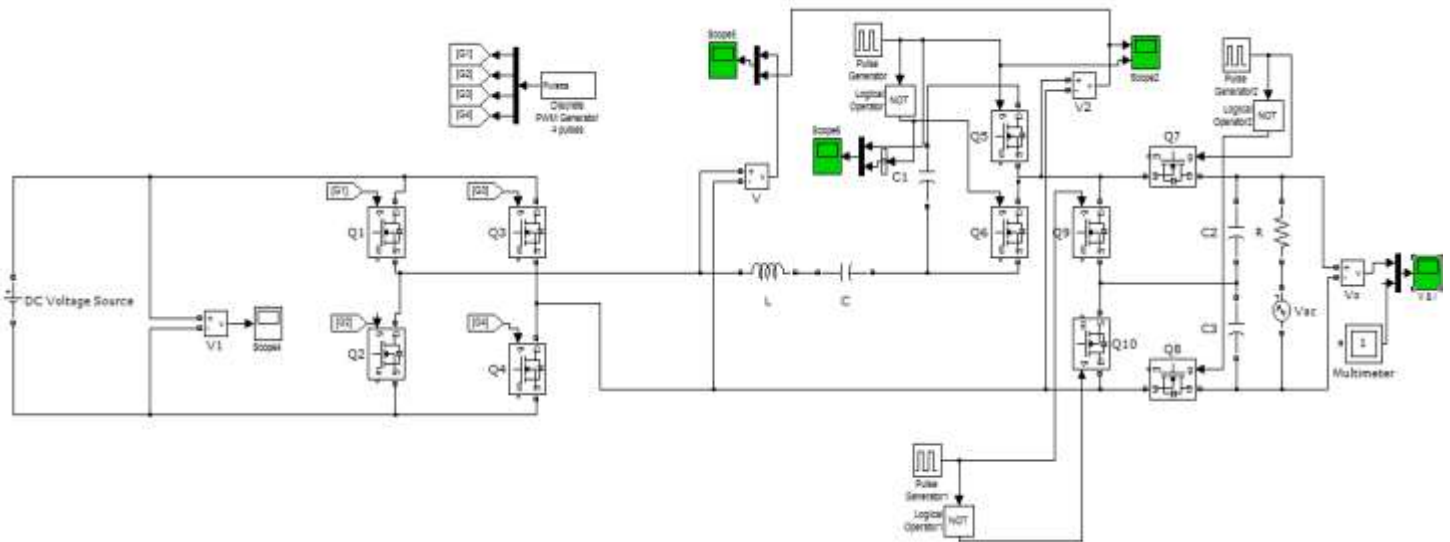 Scope5
[G1]
[G2]
[G3]
[G4]
Pulses
Discrete
PWM Generator
4 pulses
Pulse
Generator
Logical
Operator
NOT
Scope2
V2
Pulse
Generator2
Logical
Operator2
NOT
Q5
Q7
Scope6
C1
V
[G1]
[G3]
Q1
Q3
Q6
Q9
C2
R
Vo
DC Voltage Source
L
C
V1
Scope4
[G2]
[G4]
Q2
Q4
Q10
Q8
Vac
1
Multimeter
Pulse
Generator1
Logical
Operator1
NOT